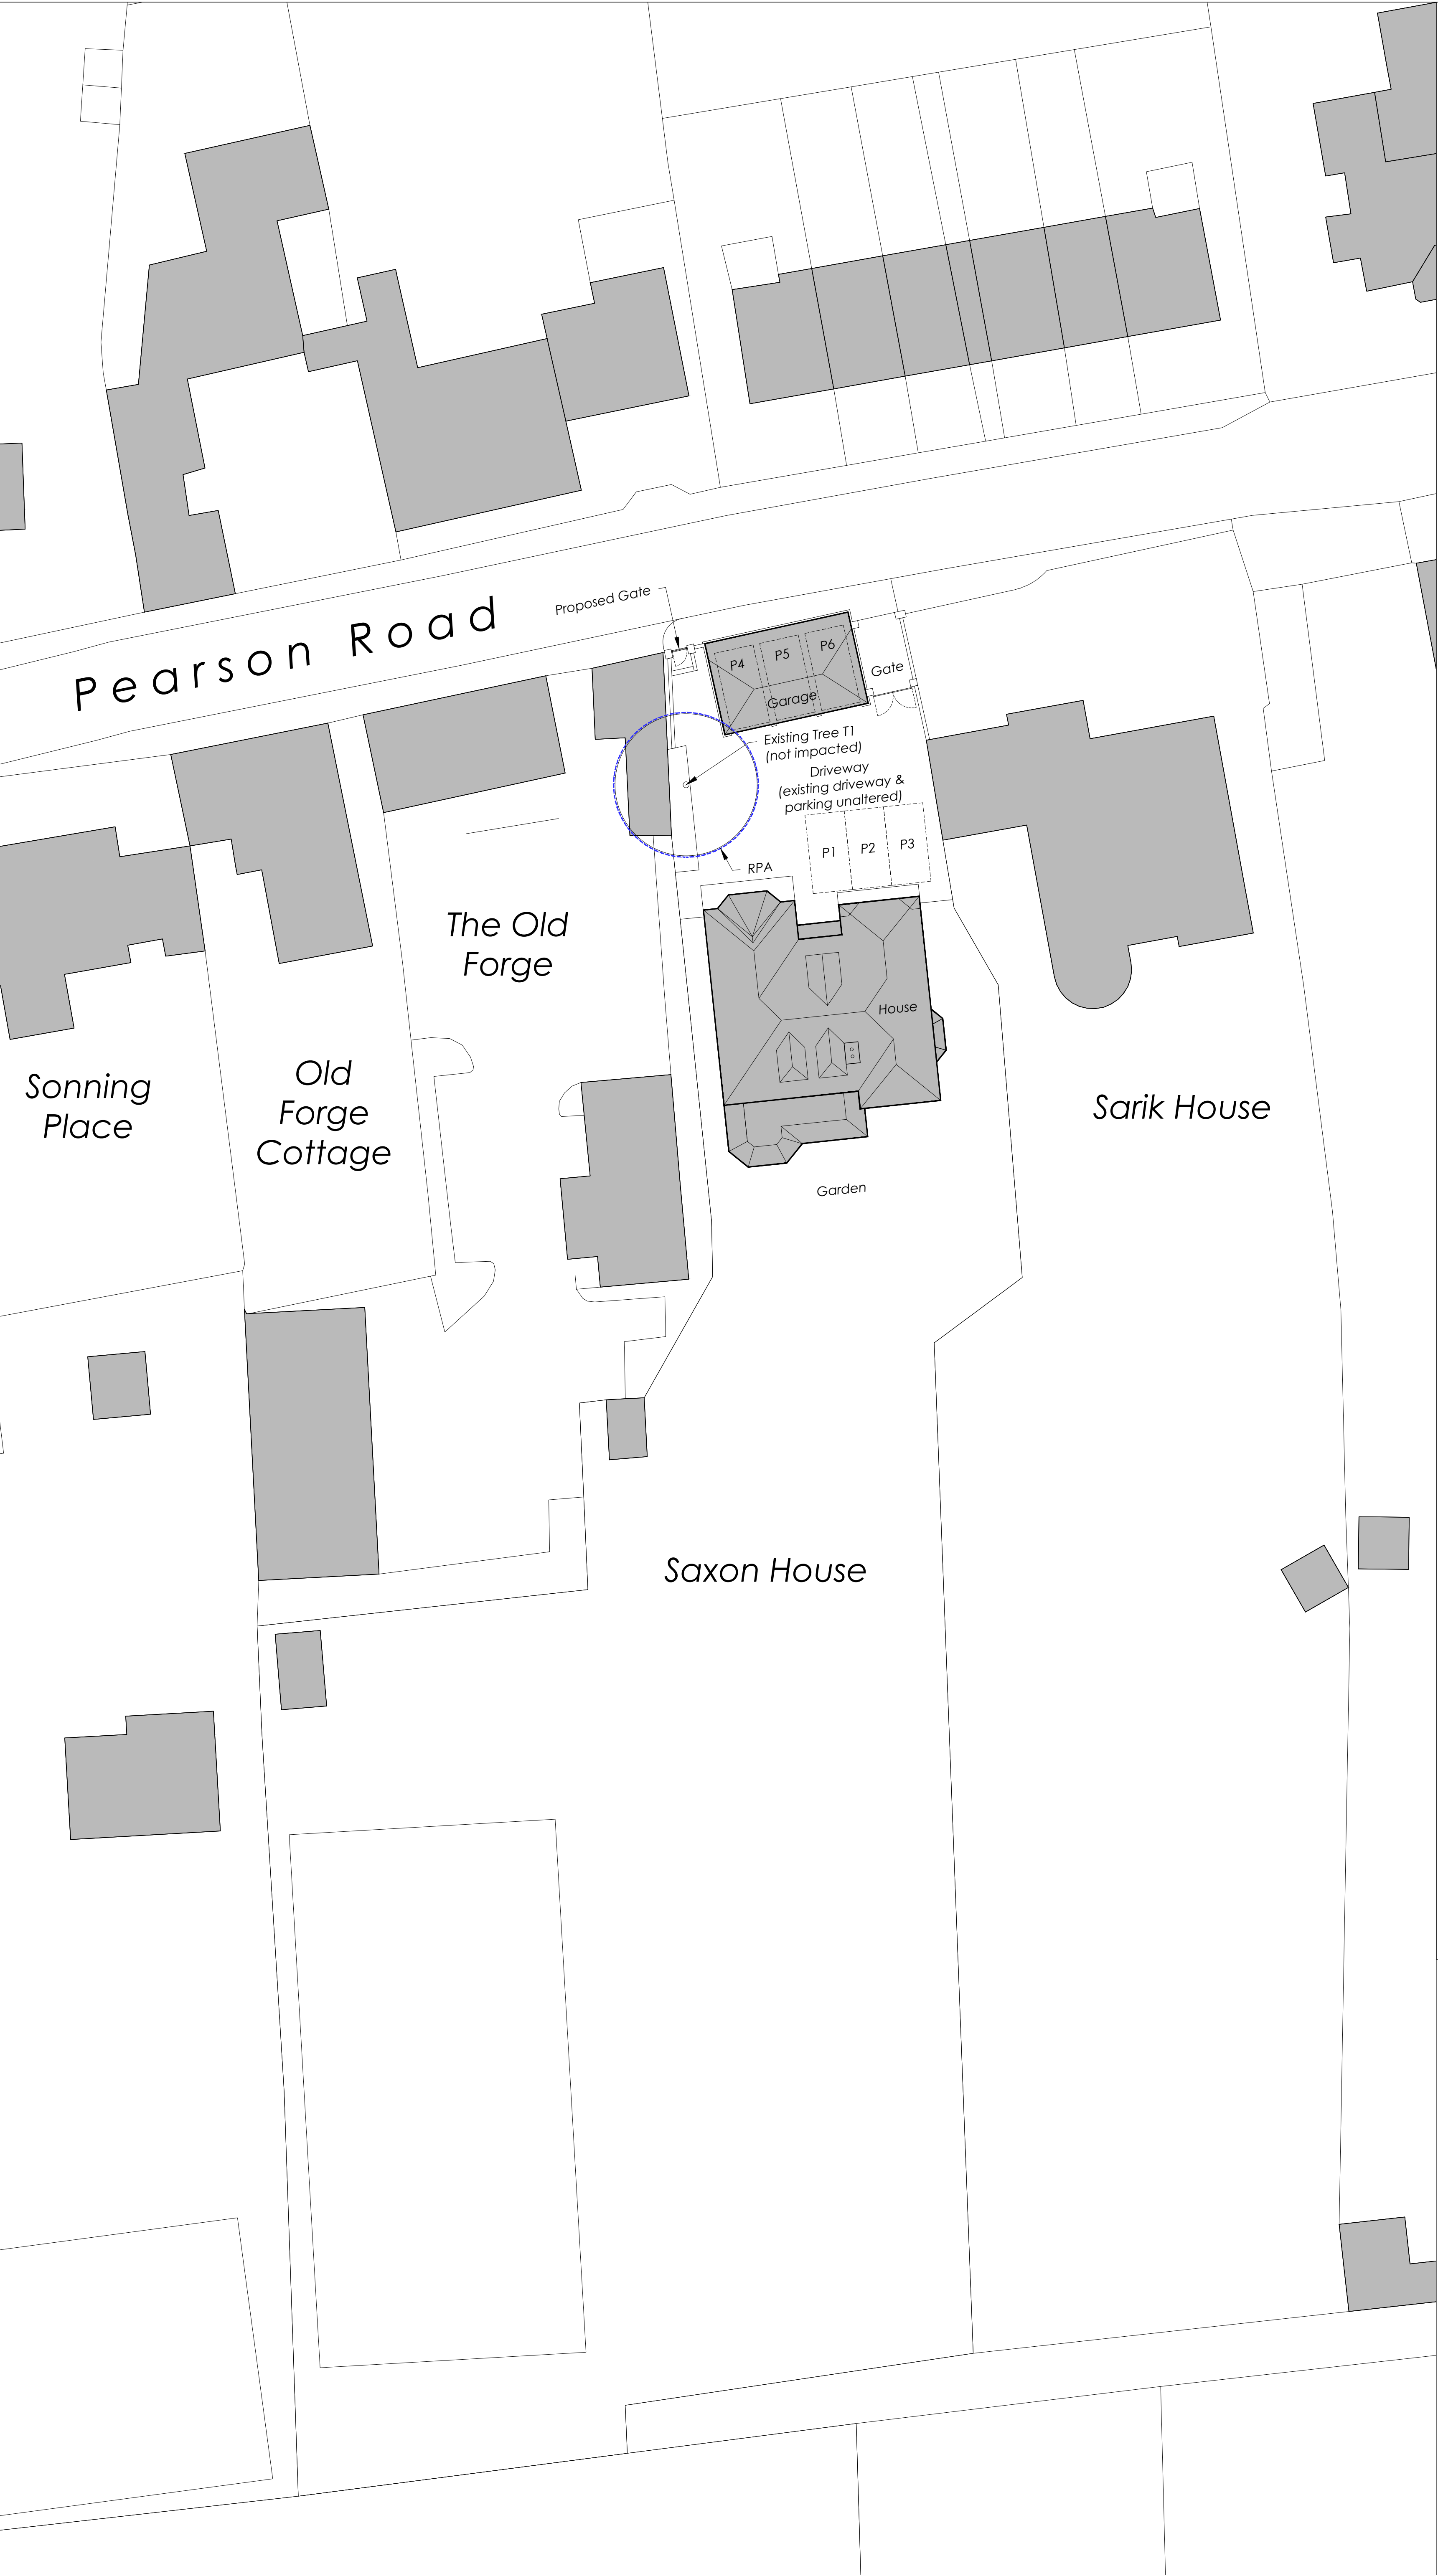 Proposed Gate
Pearson Road
P4
P5
P6
Gate
Garage
Existing Tree T1
(not impacted)
Driveway
(existing driveway &
parking unaltered)
P1
P2
P3
RPA
The Old
Forge
House
Sonning
Place
Old
Forge
Cottage
Sarik House
Garden
Saxon House